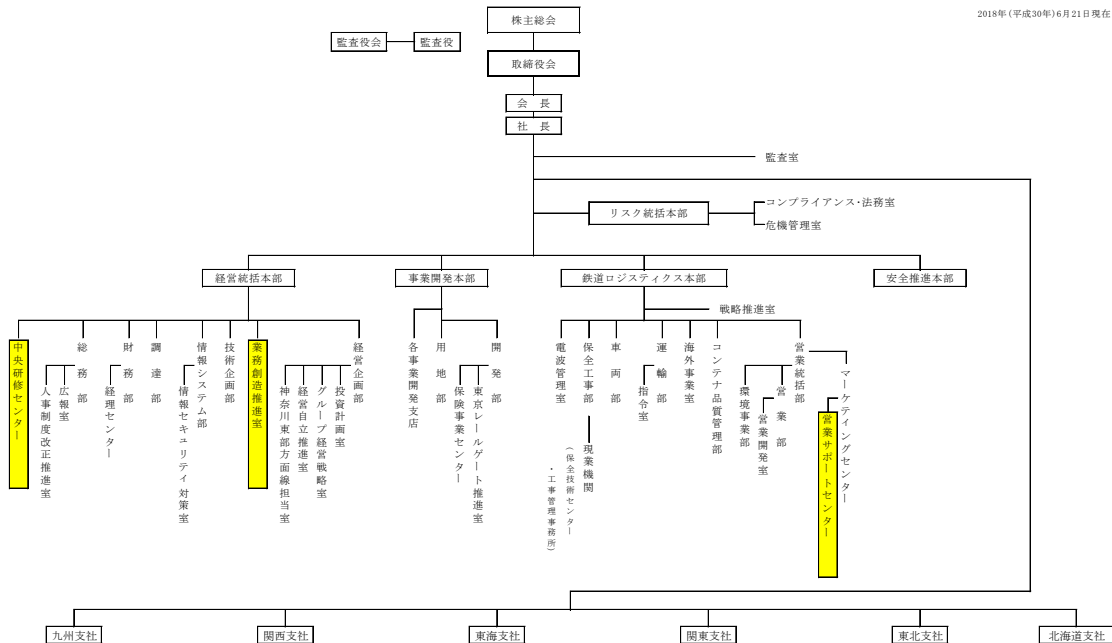 2018年(平成30年)6月21日現在
株主総会
監査役会
監査役
取締役会
会　長
社　長
監査室
リスク統括本部
コンプライアンス・法務室
危機管理室
経営統括本部
事業開発本部
鉄道ロジスティクス本部
安全推進本部
戦略推進室
中央研修センター
総　務　部
人事制度改正推進室
広報室
財　務　部
経理センター
調　達　部
情報システム部
情報セキュリテイ対策室
技術企画部
業務創造推進室
経営企画部
神奈川東部方面線担当室
経営自立推進室
グループ経営戦略室
投資計画室
各事業開発支店
用　地　部
開　発　部
保険事業センター
東京レールゲート推進室
電波管理室
保全工事部
現業機関
(保全技術センター
・工事管理事務所)
車　両　部
運　輸　部
指令室
海外事業室
コンテナ品質管理部
営業統括部
環境事業部
営　業　部
営業開発室
マーケティングセンター
営業サポートセンター
九州支社
関西支社
東海支社
関東支社
東北支社
北海道支社